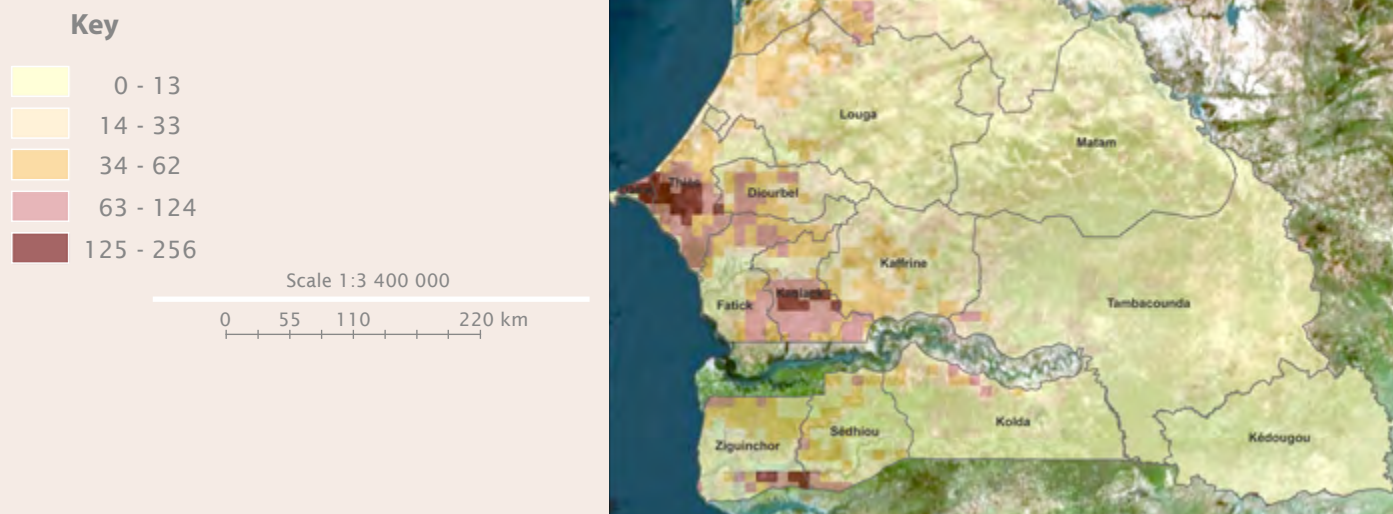 Key
0 - 13
14 - 33
34 - 62
63 - 124
125 - 256
Scale 1:3 400 000
0 55 110 220 km
Louga
Matam
Thiès
Diourbel
Kaffrine
Kaolack
Fatick
Tambacounda
Kolda
Sédhiou
Ziguinchor
Kédougou